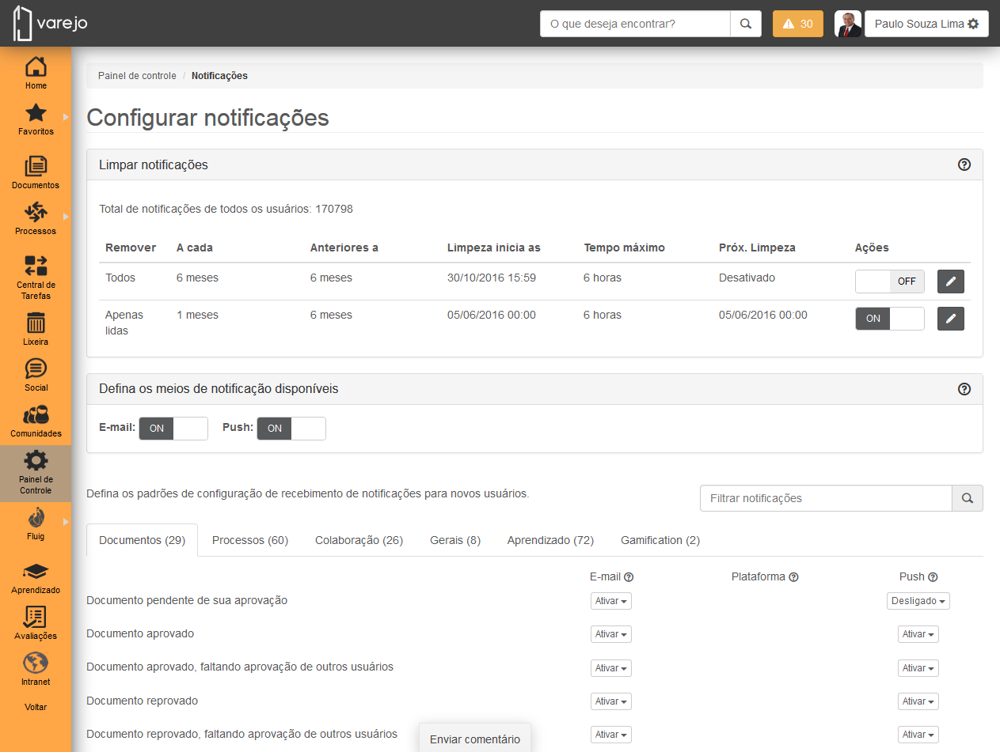 varejo
O que deseja encontrar?
30
Paulo Souza Lima
Home
Favoritos
Documentos
Processos
Central de
Tarefas
Lixeira
Social
Comunidades
Painel de
Controle
Fluig
Aprendizado
Avaliações
Intranet
Voltar
Painel de controle / Notificações
Configurar notificações
Limpar notificações
Total de notificações de todos os usuários: 170798
Remover A cada Anteriores a Limpeza inicia as Tempo máximo Próx. Limpeza Ações
Todos 6 meses 6 meses 30/10/2016 15:59 6 horas Desativado OFF
Apenas lidas 1 meses 6 meses 05/06/2016 00:00 6 horas 05/06/2016 00:00 ON
Defina os meios de notificação disponíveis
E-mail: ON Push: ON
Defina os padrões de configuração de recebimento de notificações para novos usuários.
Filtrar notificações
Documentos (29) Processos (60) Colaboração (26) Gerais (8) Aprendizado (72) Gamification (2)
E-mail Plataforma Push
Documento pendente de sua aprovação Ativar Desligado
Documento aprovado Ativar Ativar
Documento aprovado, faltando aprovação de outros usuários Ativar Ativar
Documento reprovado Ativar Ativar
Documento reprovado, faltando aprovação de outros usuários Ativar Ativar
Enviar comentário